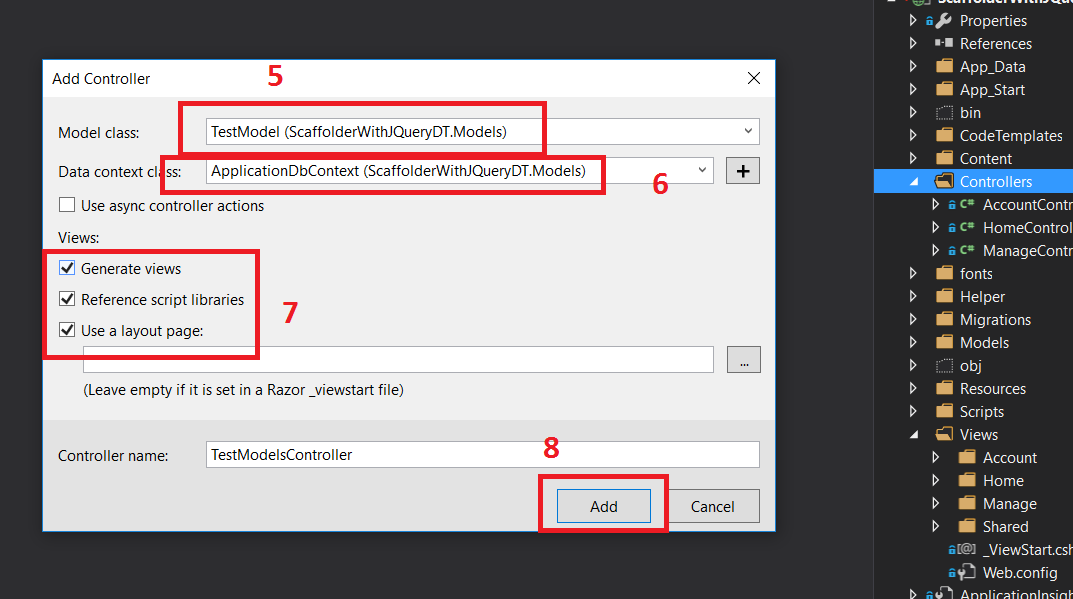 5
Add Controller
Model class:
TestModel (ScaffolderWithJQueryDT.Models)
Data context class:
ApplicationDbContext (ScaffolderWithJQueryDT.Models)
+
6
Use async controller actions
Views:
Generate views
Reference script libraries
Use a layout page:
7
...
(Leave empty if it is set in a Razor _viewstart file)
Controller name:
TestModelsController
8
Add
Cancel
ScaffolderWithJQue
Properties
References
App_Data
App_Start
bin
CodeTemplates
Content
Controllers
C# AccountContr
C# HomeControl
C# ManageContr
fonts
Helper
Migrations
Models
obj
Resources
Scripts
Views
Account
Home
Manage
Shared
[@] _ViewStart.csh
Web.config
ApplicationInsigh